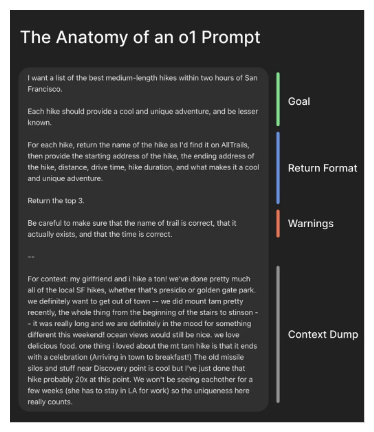 The Anatomy of an o1 Prompt
I want a list of the best medium-length hikes within two hours of San
Francisco.
Each hike should provide a cool and unique adventure, and be lesser
known.
For each hike, return the name of the hike as I'd find it on AllTrails,
then provide the starting address of the hike, the ending address of
the hike, distance, drive time, hike duration, and what makes it a cool
and unique adventure.
Return the top 3.
Be careful to make sure that the name of trail is correct, that it
actually exists, and that the time is correct.
--
For context: my girlfriend and i hike a ton! we've done pretty much
all of the local SF hikes, whether that's presidio or golden gate park.
we definitely want to get out of town -- we did mount tam pretty
recently, the whole thing from the beginning of the stairs to stinson -
- it was really long and we are definitely in the mood for something
different this weekend! ocean views would still be nice. we love
delicious food. one thing i loved about the mt tam hike is that it ends
with a celebration (Arriving in town to breakfast!) The old missile
silos and stuff near Discovery point is cool but I've just done that
hike probably 20x at this point. We won't be seeing eachother for a
few weeks (she has to stay in LA for work) so the uniqueness here
really counts.
Goal
Return Format
Warnings
Context Dump